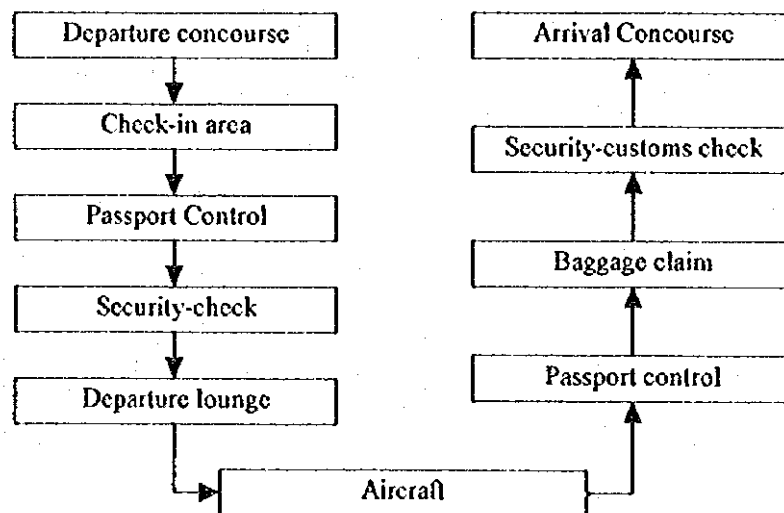 Departure concourse
Check-in area
Passport Control
Security-check
Departure lounge
Aircraft
Passport control
Baggage claim
Security-customs check
Arrival Concourse